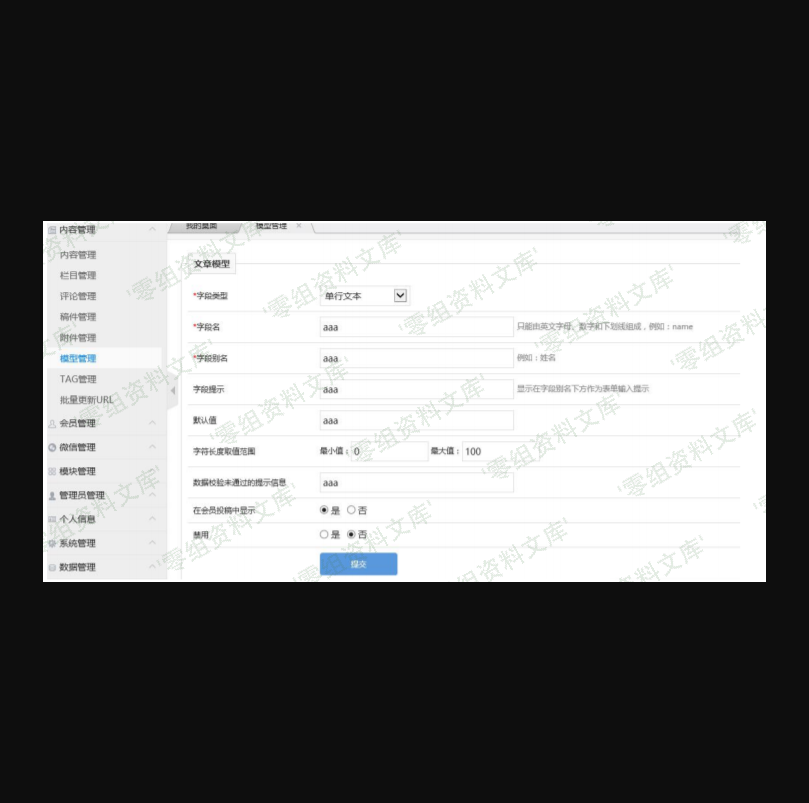 内容管理
我的桌面 模型管理 ×
内容管理
栏目管理
评论管理
稿件管理
附件管理
模型管理
TAG管理
批量更新URL
会员管理
微信管理
模块管理
管理员管理
个人信息
系统管理
数据管理
文章模型
*字段类型 单行文本
*字段名 aaa 只能由英文字母、数字和下划线组成，例如：name
*字段别名 aaa 例如：姓名
字段提示 aaa 显示在字段别名下方作为表单输入提示
默认值 aaa
字符长度取值范围 最小值： 0 最大值： 100
数据校验未通过的提示信息 aaa
在会员投稿中显示 是 否
禁用 是 否
提交
'零组资料文库'